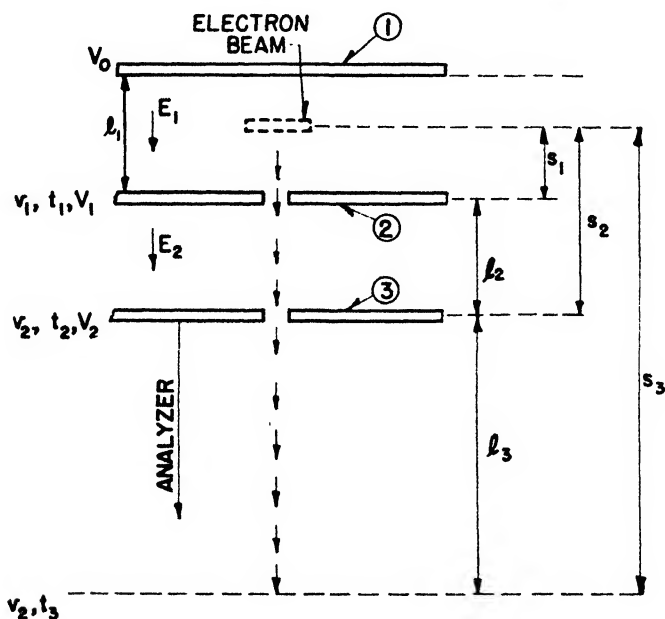 ELECTRON
BEAM
①
V₀
E₁
ℓ₁
s₁
v₁, t₁, V₁
②
s₂
E₂
ℓ₂
③
v₂, t₂, V₂
s₃
ANALYZER
ℓ₃
v₂, t₃